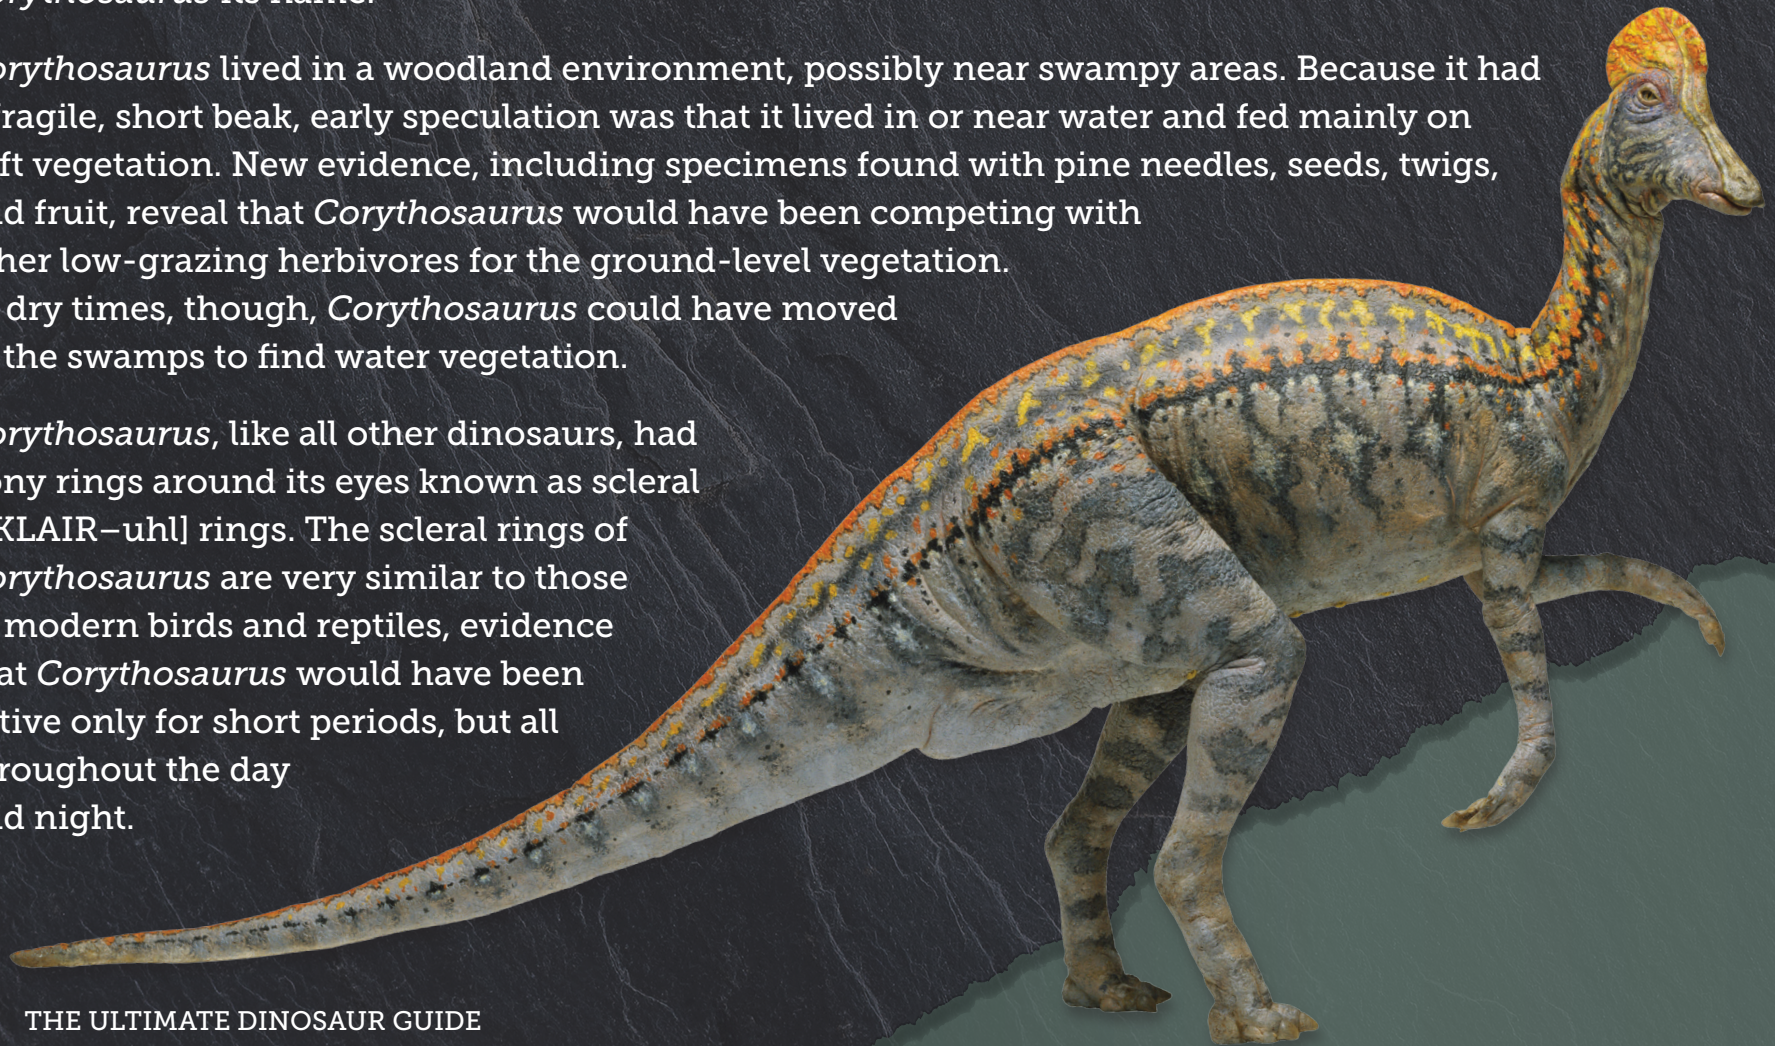 orythosaurus its name.
orythosaurus lived in a woodland environment, possibly near swampy areas. Because it had
ragile, short beak, early speculation was that it lived in or near water and fed mainly on
ft vegetation. New evidence, including specimens found with pine needles, seeds, twigs,
d fruit, reveal that Corythosaurus would have been competing with
her low-grazing herbivores for the ground-level vegetation.
dry times, though, Corythosaurus could have moved
the swamps to find water vegetation.
orythosaurus, like all other dinosaurs, had
ony rings around its eyes known as scleral
KLAIR–uhl] rings. The scleral rings of
orythosaurus are very similar to those
modern birds and reptiles, evidence
at Corythosaurus would have been
tive only for short periods, but all
roughout the day
d night.
THE ULTIMATE DINOSAUR GUIDE